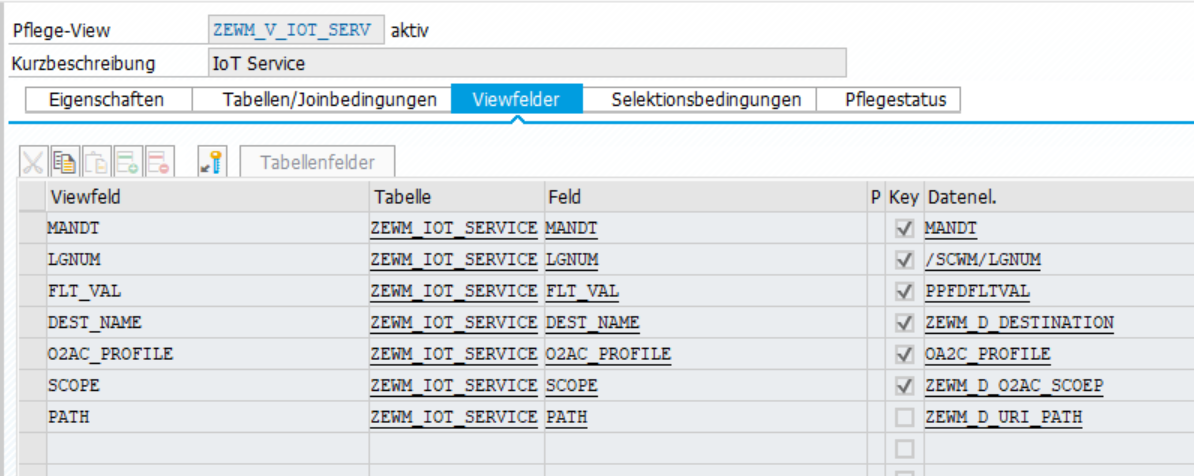 Pflege-View ZEWM_V_IOT_SERV aktiv
Kurzbeschreibung IoT Service
Eigenschaften Tabellen/Joinbedingungen Viewfelder Selektionsbedingungen Pflegestatus
Tabellenfelder
Viewfeld Tabelle Feld P Key Datenel.
MANDT ZEWM_IOT_SERVICE MANDT MANDT
LGNUM ZEWM_IOT_SERVICE LGNUM /SCWM/LGNUM
FLT_VAL ZEWM_IOT_SERVICE FLT_VAL PPFDFLTVAL
DEST_NAME ZEWM_IOT_SERVICE DEST_NAME ZEWM_D_DESTINATION
O2AC_PROFILE ZEWM_IOT_SERVICE O2AC_PROFILE OA2C_PROFILE
SCOPE ZEWM_IOT_SERVICE SCOPE ZEWM_D_O2AC_SCOEP
PATH ZEWM_IOT_SERVICE PATH ZEWM_D_URI_PATH